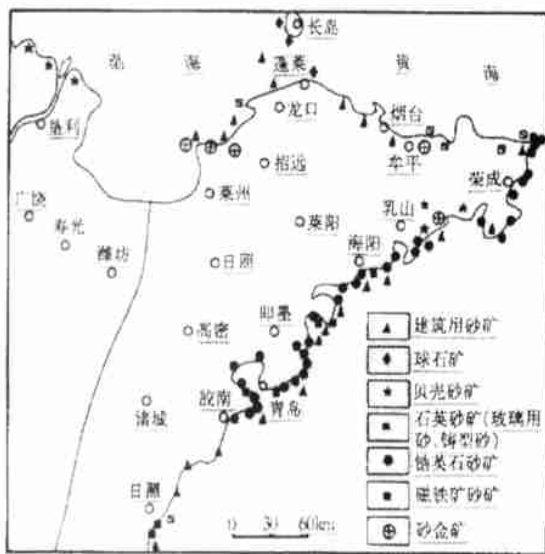 长岛
渤
海
蓬莱
黄
海
龙口
烟台
垦利
招远
牟平
荣成
莱州
广饶
乳山
寿光
莱阳
海阳
潍坊
日照
高密
即墨
建筑用砂矿
球石矿
贝壳砂矿
石英砂矿(玻璃用
砂、铸型砂)
锆英石砂矿
磁铁矿砂矿
砂金矿
胶南
青岛
诸城
日照
0 30 60km